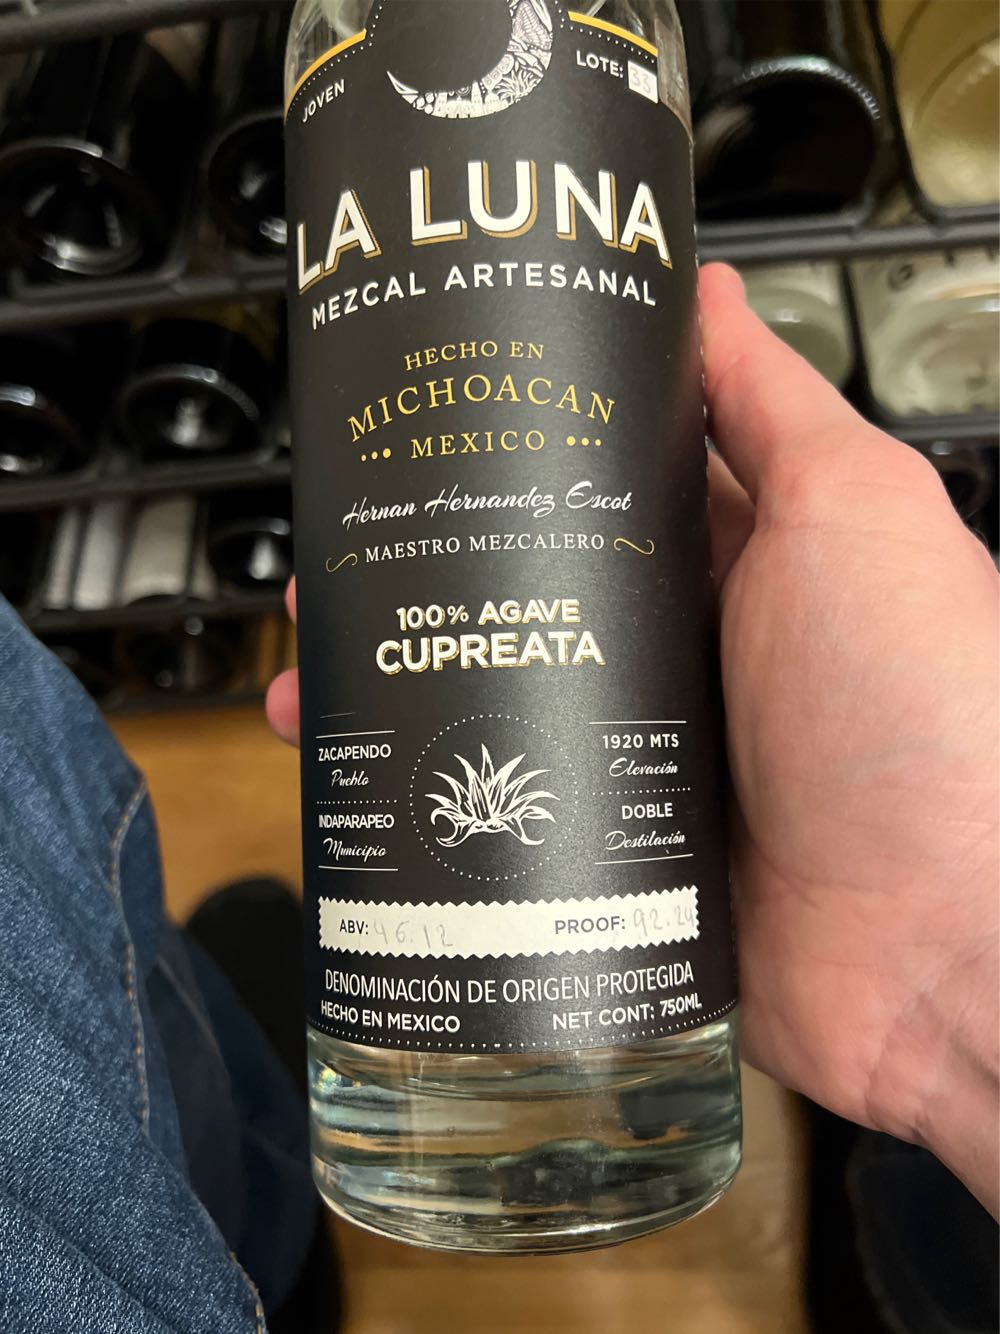 JOVEN
LOTE: 33
LA LUNA
MEZCAL ARTESANAL
HECHO EN
MICHOACAN
••• MEXICO •••
Hernan Hernandez Escot
MAESTRO MEZCALERO
100% AGAVE
CUPREATA
ZACAPENDO
Pueblo
INDAPARAPEO
Municipio
1920 MTS
Elevación
DOBLE
Destilación
ABV: 46.12 PROOF: 92.24
DENOMINACIÓN DE ORIGEN PROTEGIDA
HECHO EN MEXICO NET CONT: 750ML